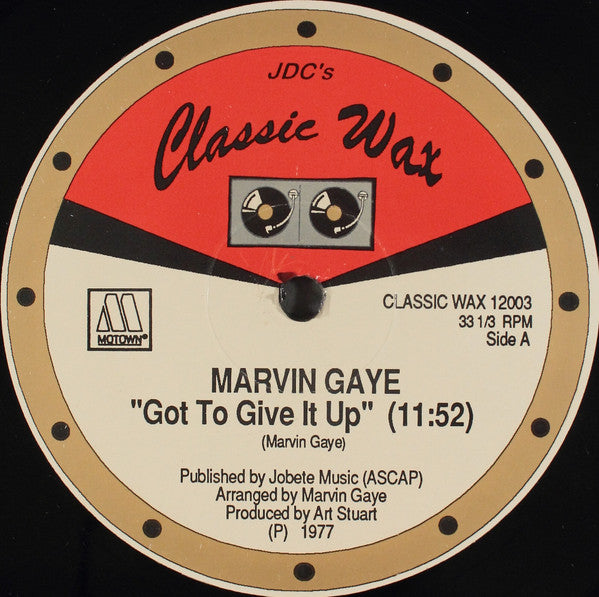 JDC's
Classic Wax
MOTOWN®
CLASSIC WAX 12003
33 1/3 RPM
Side A
MARVIN GAYE
"Got To Give It Up" (11:52)
(Marvin Gaye)
Published by Jobete Music (ASCAP)
Arranged by Marvin Gaye
Produced by Art Stuart
(P) 1977